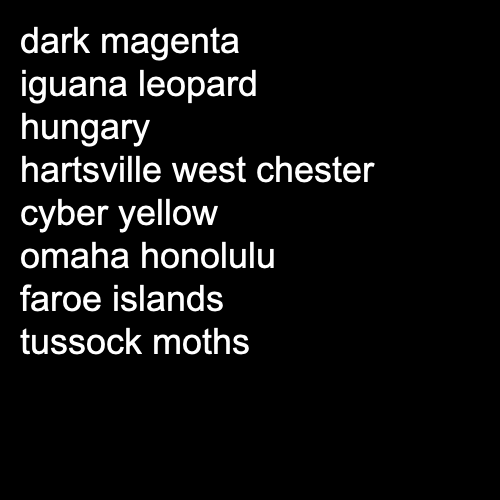 dark magenta
iguana leopard
hungary
hartsville west chester
cyber yellow
omaha honolulu
faroe islands
tussock moths